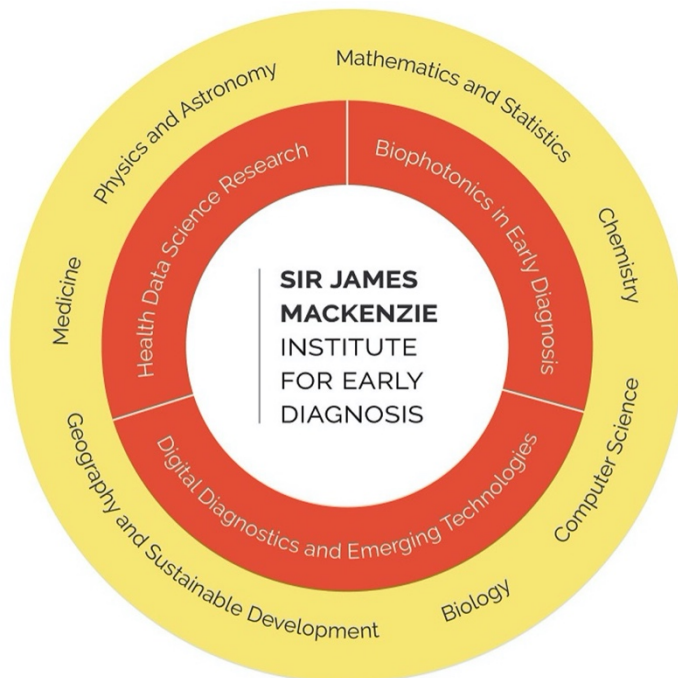 Mathematics and Statistics
Chemistry
Computer Science
Biology
Geography and Sustainable Development
Medicine
Physics and Astronomy
Biophotonics in Early Diagnosis
Digital Diagnostics and Emerging Technologies
Health Data Science Research
SIR JAMES
MACKENZIE
INSTITUTE
FOR EARLY
DIAGNOSIS